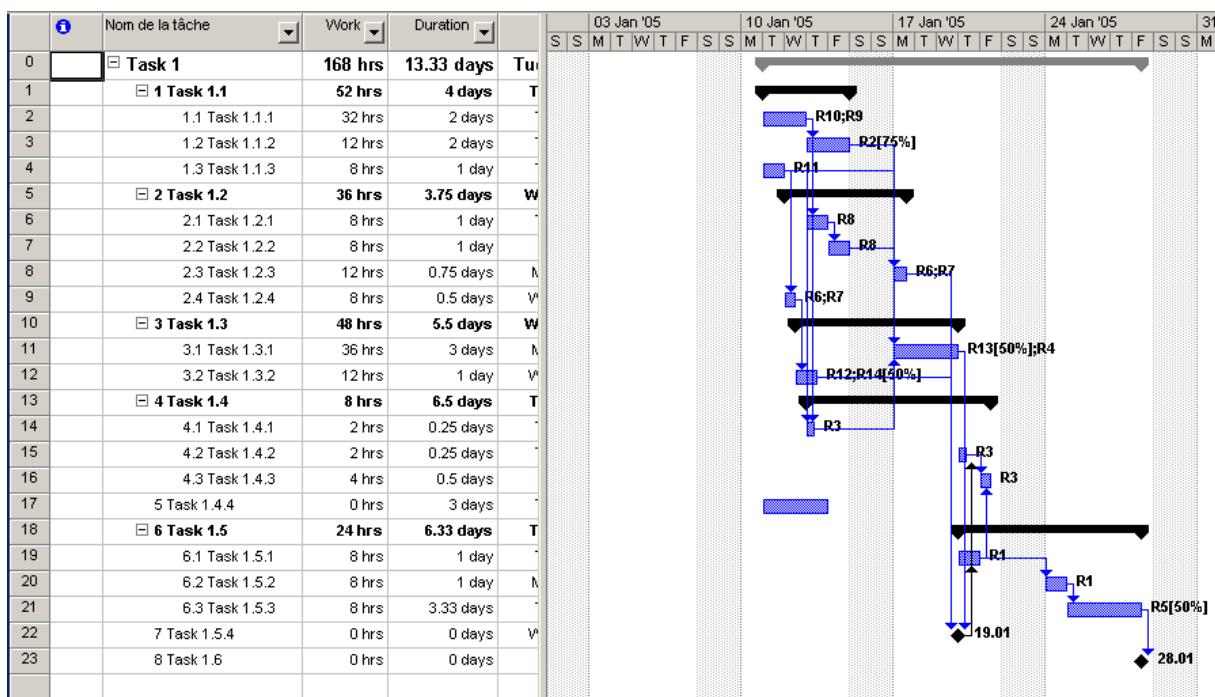 03 Jan '05 10 Jan '05 17 Jan '05 24 Jan '05 31
Nom de la tâche Work Duration
S S M T W T F S S M T W T F S S M T W T F S S M T W T F S S M
0 Task 1 168 hrs 13.33 days Tu
1 1 Task 1.1 52 hrs 4 days T
2 1.1 Task 1.1.1 32 hrs 2 days R10;R9
3 1.2 Task 1.1.2 12 hrs 2 days R2[75%]
4 1.3 Task 1.1.3 8 hrs 1 day R11
5 2 Task 1.2 36 hrs 3.75 days W
6 2.1 Task 1.2.1 8 hrs 1 day R8
7 2.2 Task 1.2.2 8 hrs 1 day R8
8 2.3 Task 1.2.3 12 hrs 0.75 days R6;R7
9 2.4 Task 1.2.4 8 hrs 0.5 days R6;R7
10 3 Task 1.3 48 hrs 5.5 days W
11 3.1 Task 1.3.1 36 hrs 3 days R13[50%];R4
12 3.2 Task 1.3.2 12 hrs 1 day R12;R14[50%]
13 4 Task 1.4 8 hrs 6.5 days T
14 4.1 Task 1.4.1 2 hrs 0.25 days R3
15 4.2 Task 1.4.2 2 hrs 0.25 days R3
16 4.3 Task 1.4.3 4 hrs 0.5 days R3
17 5 Task 1.4.4 0 hrs 3 days
18 6 Task 1.5 24 hrs 6.33 days T
19 6.1 Task 1.5.1 8 hrs 1 day R1
20 6.2 Task 1.5.2 8 hrs 1 day R1
21 6.3 Task 1.5.3 8 hrs 3.33 days R5[50%]
22 7 Task 1.5.4 0 hrs 0 days 19.01
23 8 Task 1.6 0 hrs 0 days 28.01